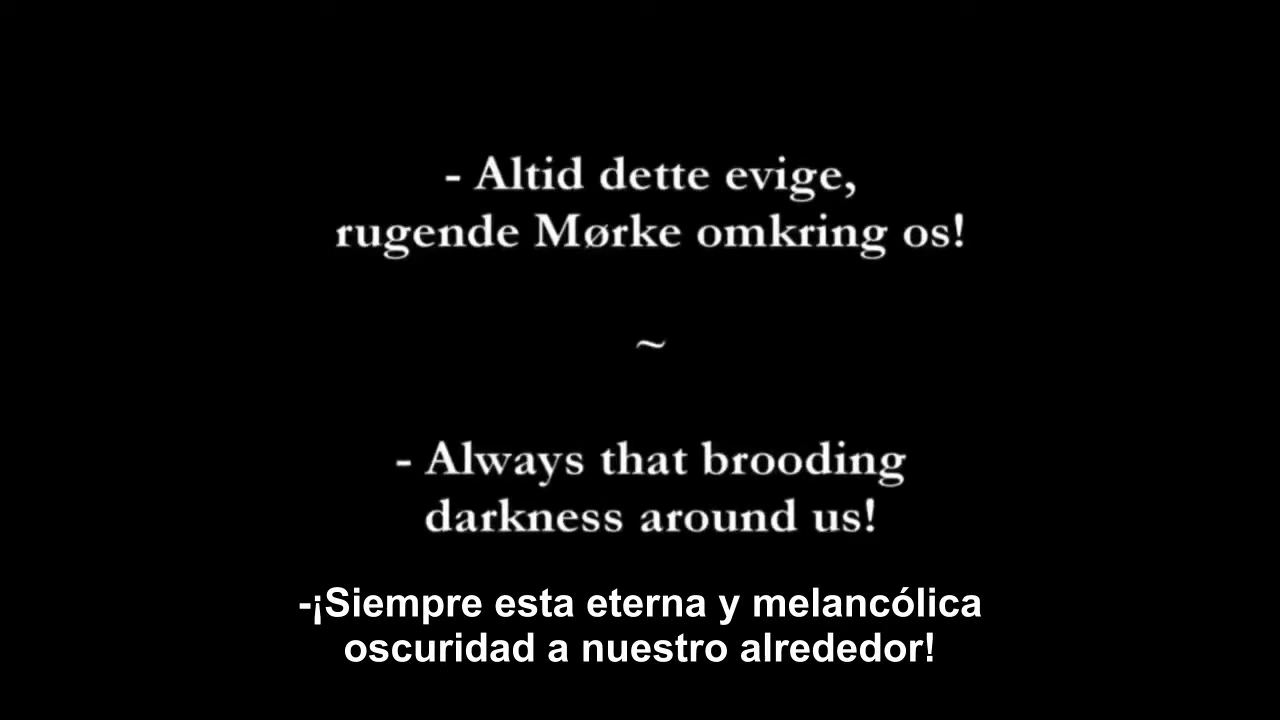 - Altid dette evige,
rugende Mørke omkring os!
~
- Always that brooding
darkness around us!
-¡Siempre esta eterna y melancólica
oscuridad a nuestro alrededor!